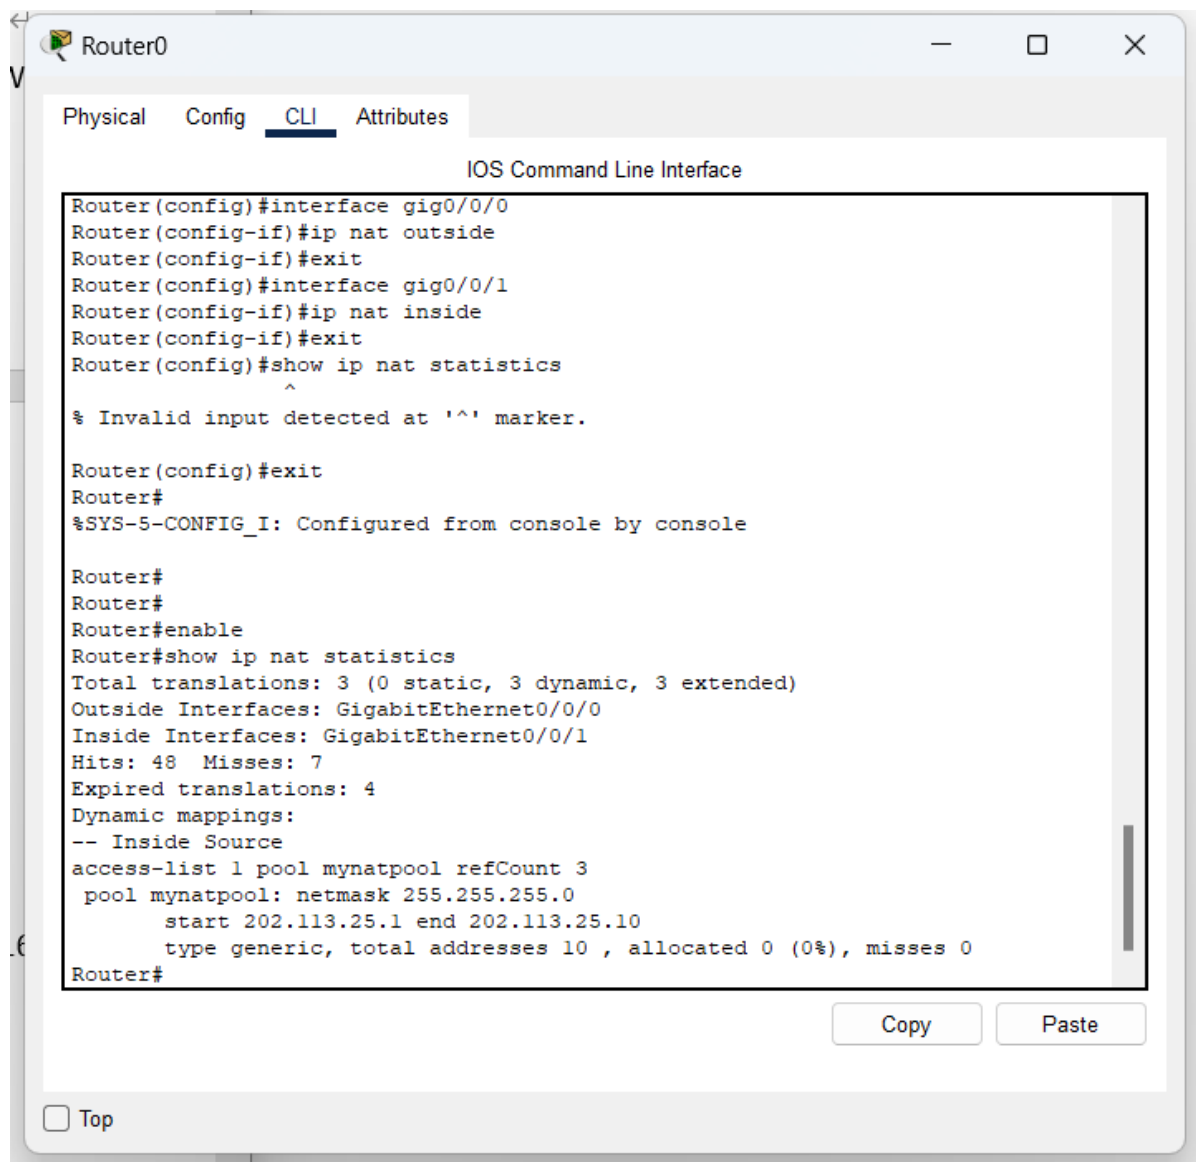 Router0
Physical Config CLI Attributes
IOS Command Line Interface
Router(config)#interface gig0/0/0
Router(config-if)#ip nat outside
Router(config-if)#exit
Router(config)#interface gig0/0/1
Router(config-if)#ip nat inside
Router(config-if)#exit
Router(config)#show ip nat statistics
^
% Invalid input detected at '^' marker.
Router(config)#exit
Router#
%SYS-5-CONFIG_I: Configured from console by console
Router#
Router#
Router#enable
Router#show ip nat statistics
Total translations: 3 (0 static, 3 dynamic, 3 extended)
Outside Interfaces: GigabitEthernet0/0/0
Inside Interfaces: GigabitEthernet0/0/1
Hits: 48  Misses: 7
Expired translations: 4
Dynamic mappings:
-- Inside Source
access-list 1 pool mynatpool refCount 3
pool mynatpool: netmask 255.255.255.0
start 202.113.25.1 end 202.113.25.10
type generic, total addresses 10 , allocated 0 (0%), misses 0
Router#
Copy Paste
Top